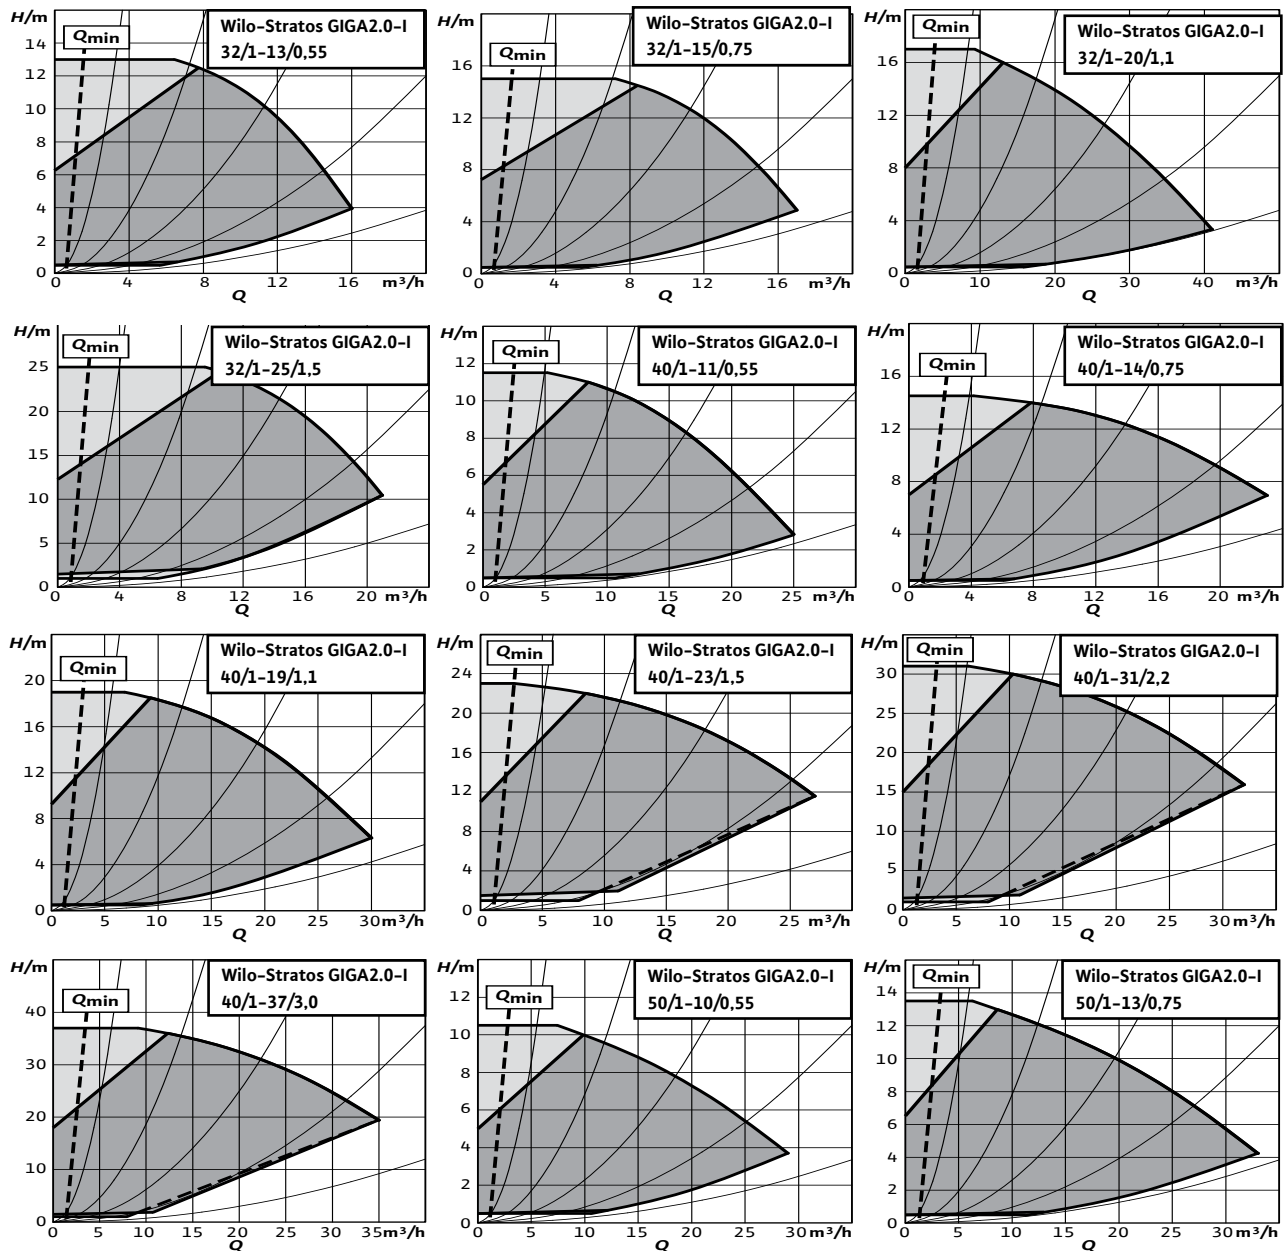 H/m
Qmin
Wilo-Stratos GIGA2.0-I
32/1-13/0,55
14
12
10
8
6
4
2
0
0 4 8 12 16 m³/h
Q
Qmin
Wilo-Stratos GIGA2.0-I
32/1-15/0,75
H/m
16
12
8
4
0
0 4 8 12 16 m³/h
Q
H/m
Qmin
Wilo-Stratos GIGA2.0-I
32/1-20/1,1
16
12
8
4
0
0 10 20 30 40 m³/h
Q
H/m
Qmin
Wilo-Stratos GIGA2.0-I
32/1-25/1,5
25
20
15
10
5
0
0 4 8 12 16 20 m³/h
Q
H/m
Qmin
Wilo-Stratos GIGA2.0-I
40/1-11/0,55
12
10
8
6
4
2
0
0 5 10 15 20 25 m³/h
Q
H/m
Qmin
Wilo-Stratos GIGA2.0-I
40/1-14/0,75
16
12
8
4
0
0 4 8 12 16 20 m³/h
Q
H/m
Qmin
Wilo-Stratos GIGA2.0-I
40/1-19/1,1
20
16
12
8
4
0
0 5 10 15 20 25 30 m³/h
Q
H/m
Qmin
Wilo-Stratos GIGA2.0-I
40/1-23/1,5
24
20
16
12
8
4
0
0 5 10 15 20 25 m³/h
Q
H/m
Qmin
Wilo-Stratos GIGA2.0-I
40/1-31/2,2
30
25
20
15
10
5
0
0 5 10 15 20 25 30 m³/h
Q
H/m
Qmin
Wilo-Stratos GIGA2.0-I
40/1-37/3,0
40
30
20
10
0
0 5 10 15 20 25 30 35 m³/h
Q
H/m
Qmin
Wilo-Stratos GIGA2.0-I
50/1-10/0,55
12
10
8
6
4
2
0
0 5 10 15 20 25 30 m³/h
Q
H/m
Qmin
Wilo-Stratos GIGA2.0-I
50/1-13/0,75
14
12
10
8
6
4
2
0
0 5 10 15 20 25 30 m³/h
Q